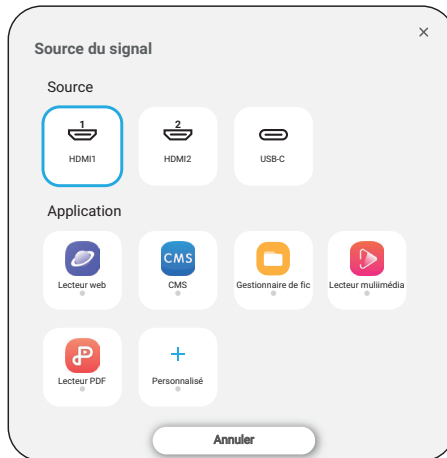 Source du signal
Source
1
HDMI1
2
HDMI2
USB-C
Application
Lecteur web
CMS
CMS
Gestionnaire de fic
Lecteur muliimédia
Lecteur PDF
Personnalisé
Annuler